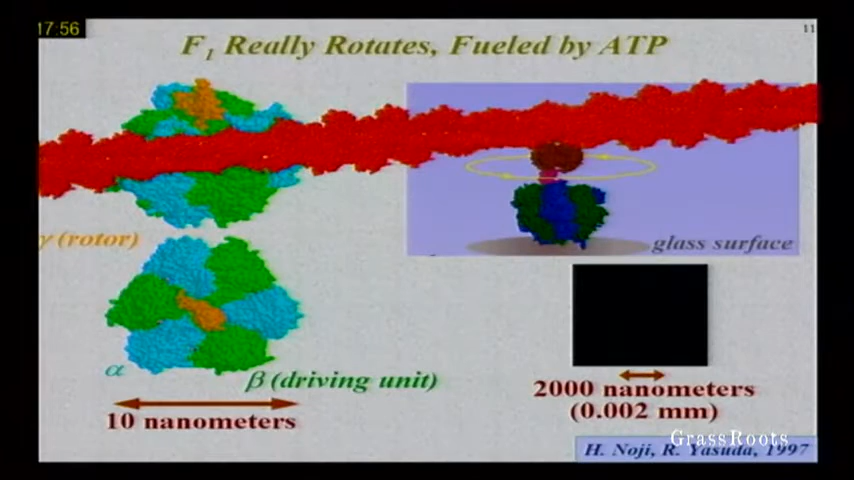 17:56
11
F1 Really Rotates, Fueled by ATP
γ (rotor)
glass surface
α
β (driving unit)
10 nanometers
2000 nanometers
(0.002 mm)
GrassRoots
H. Noji, R. Yasuda, 1997